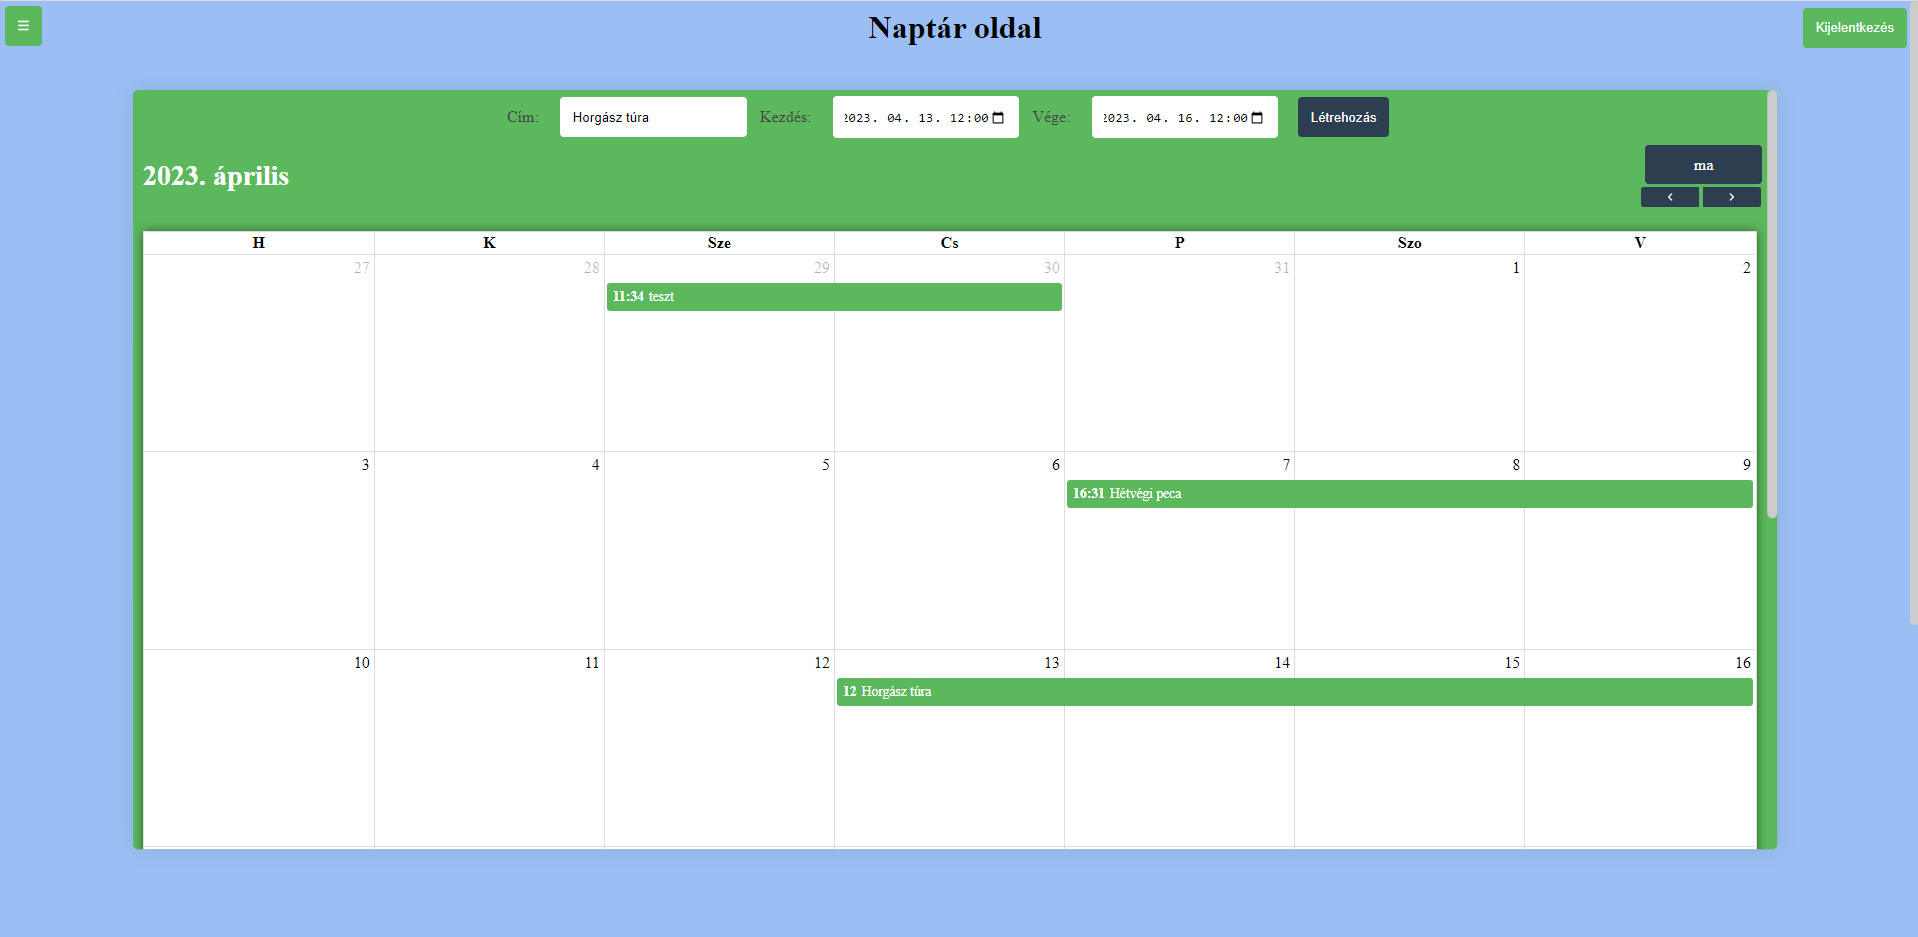 ☰ Naptár oldal Kijelentkezés
Cím: Horgász túra Kezdés: 2023. 04. 13. 12:00 Vége: 2023. 04. 16. 12:00 Létrehozás
2023. április
ma
H K Sze Cs P Szo V
27 28 29 30 31 1 2
11:34 teszt
3 4 5 6 7 8 9
16:31 Hétvégi peca
10 11 12 13 14 15 16
12 Horgász túra